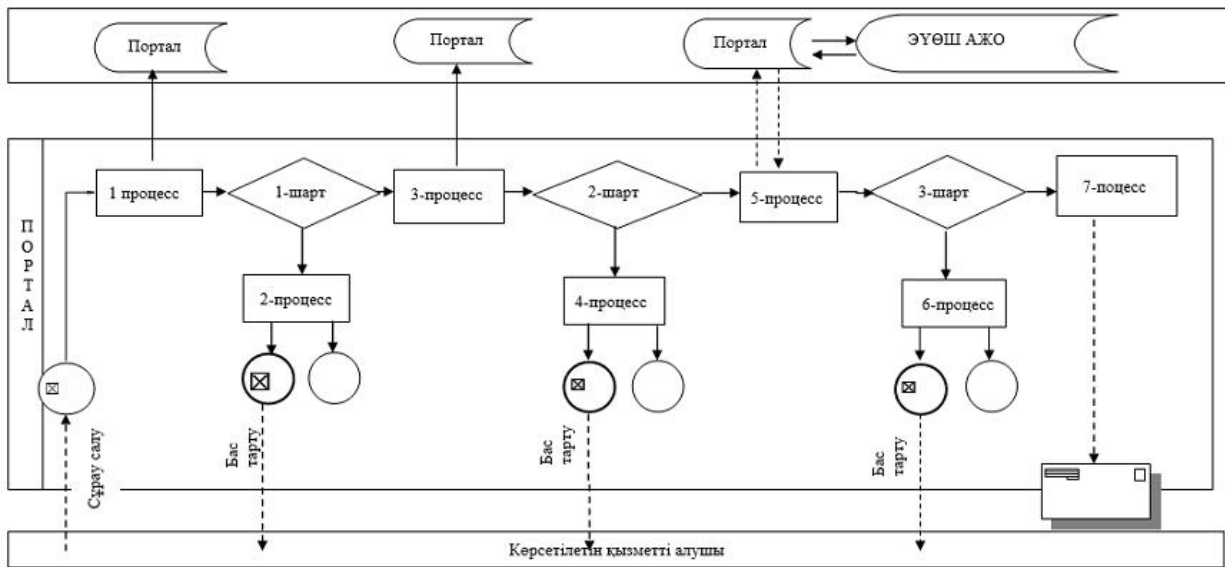 Портал
Портал
Портал
ЭҮӨШ АЖО
ПОРТАЛ
1 процесс
1-шарт
3-процесс
2-шарт
5-процесс
3-шарт
7-поцесс
2-процесс
4-процесс
6-процесс
Сұрау салу
Бас
тарту
Бас
тарту
Бас
тарту
Көрсетілетін қызметті алушы